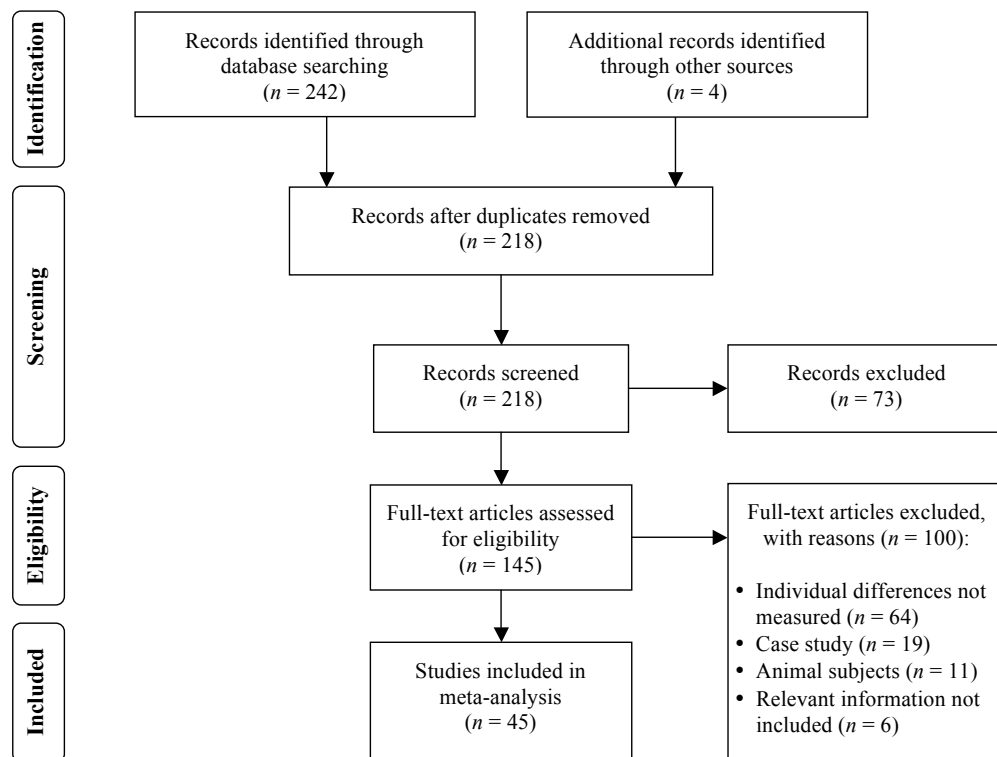 Identification
Records identified through
database searching
(n = 242)
Additional records identified
through other sources
(n = 4)
Screening
Records after duplicates removed
(n = 218)
Records screened
(n = 218)
Records excluded
(n = 73)
Eligibility
Full-text articles assessed
for eligibility
(n = 145)
Full-text articles excluded,
with reasons (n = 100):
• Individual differences not
measured (n = 64)
• Case study (n = 19)
• Animal subjects (n = 11)
• Relevant information not
included (n = 6)
Included
Studies included in
meta-analysis
(n = 45)